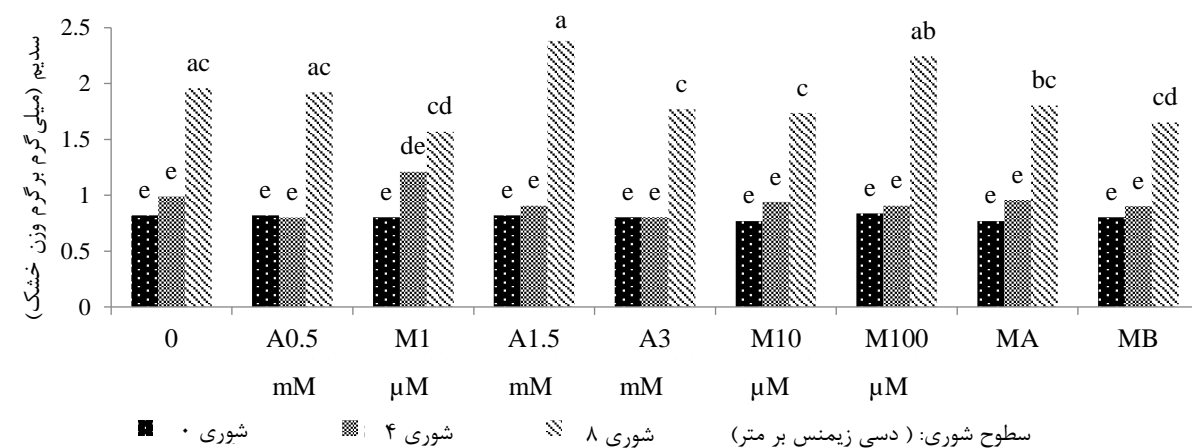 سدیم (میلی‌گرم بر گرم وزن خشک)
2.5
2
1.5
1
0.5
0
e e ac
e e ac
e de cd
e e a
e e c
e e c
e e ab
e e bc
e e cd
0 A0.5 M1 A1.5 A3 M10 M100 MA MB
mM µM mM mM µM µM
شوری ۰ شوری ۴ شوری ۸ سطوح شوری: ( دسی زیمنس بر متر)